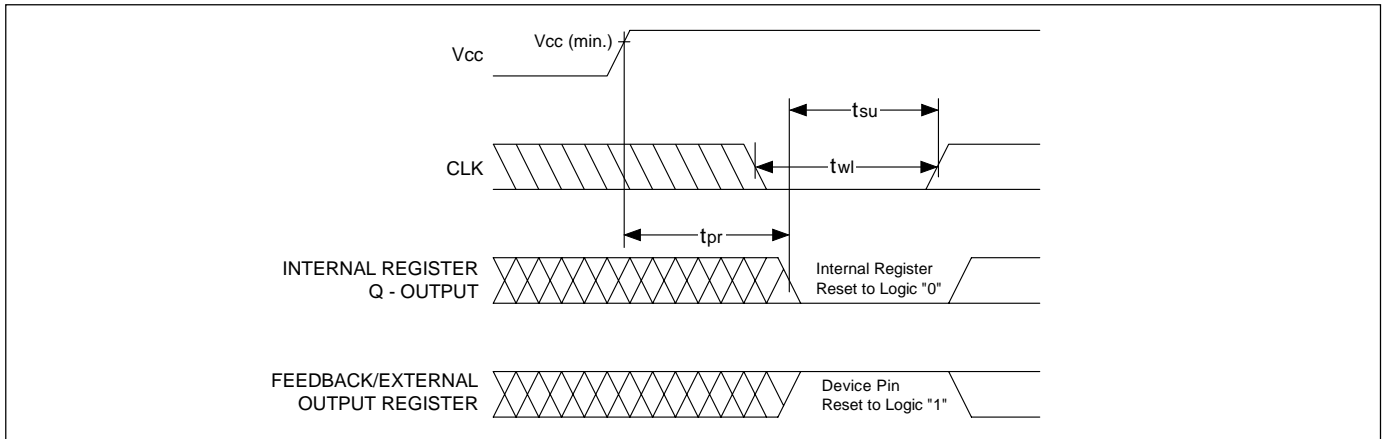 Vcc
Vcc (min.)
tsu
CLK
twl
tpr
INTERNAL REGISTER
Q - OUTPUT
Internal Register
Reset to Logic "0"
FEEDBACK/EXTERNAL
OUTPUT REGISTER
Device Pin
Reset to Logic "1"